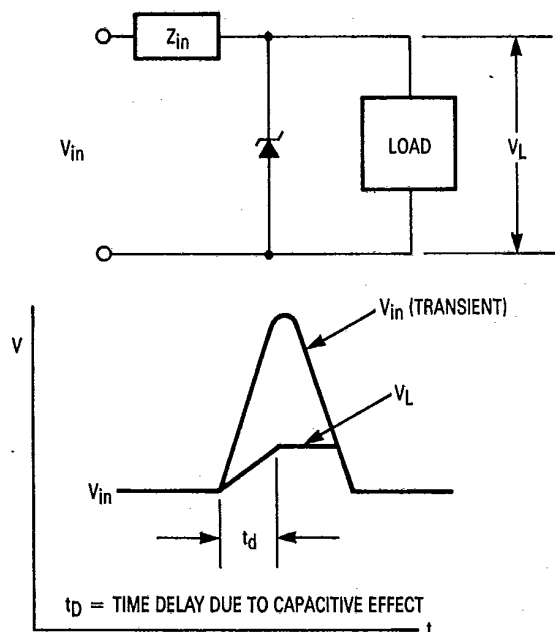 Zin
Vin
LOAD
VL
V
Vin (TRANSIENT)
VL
Vin
td
tD = TIME DELAY DUE TO CAPACITIVE EFFECT
t